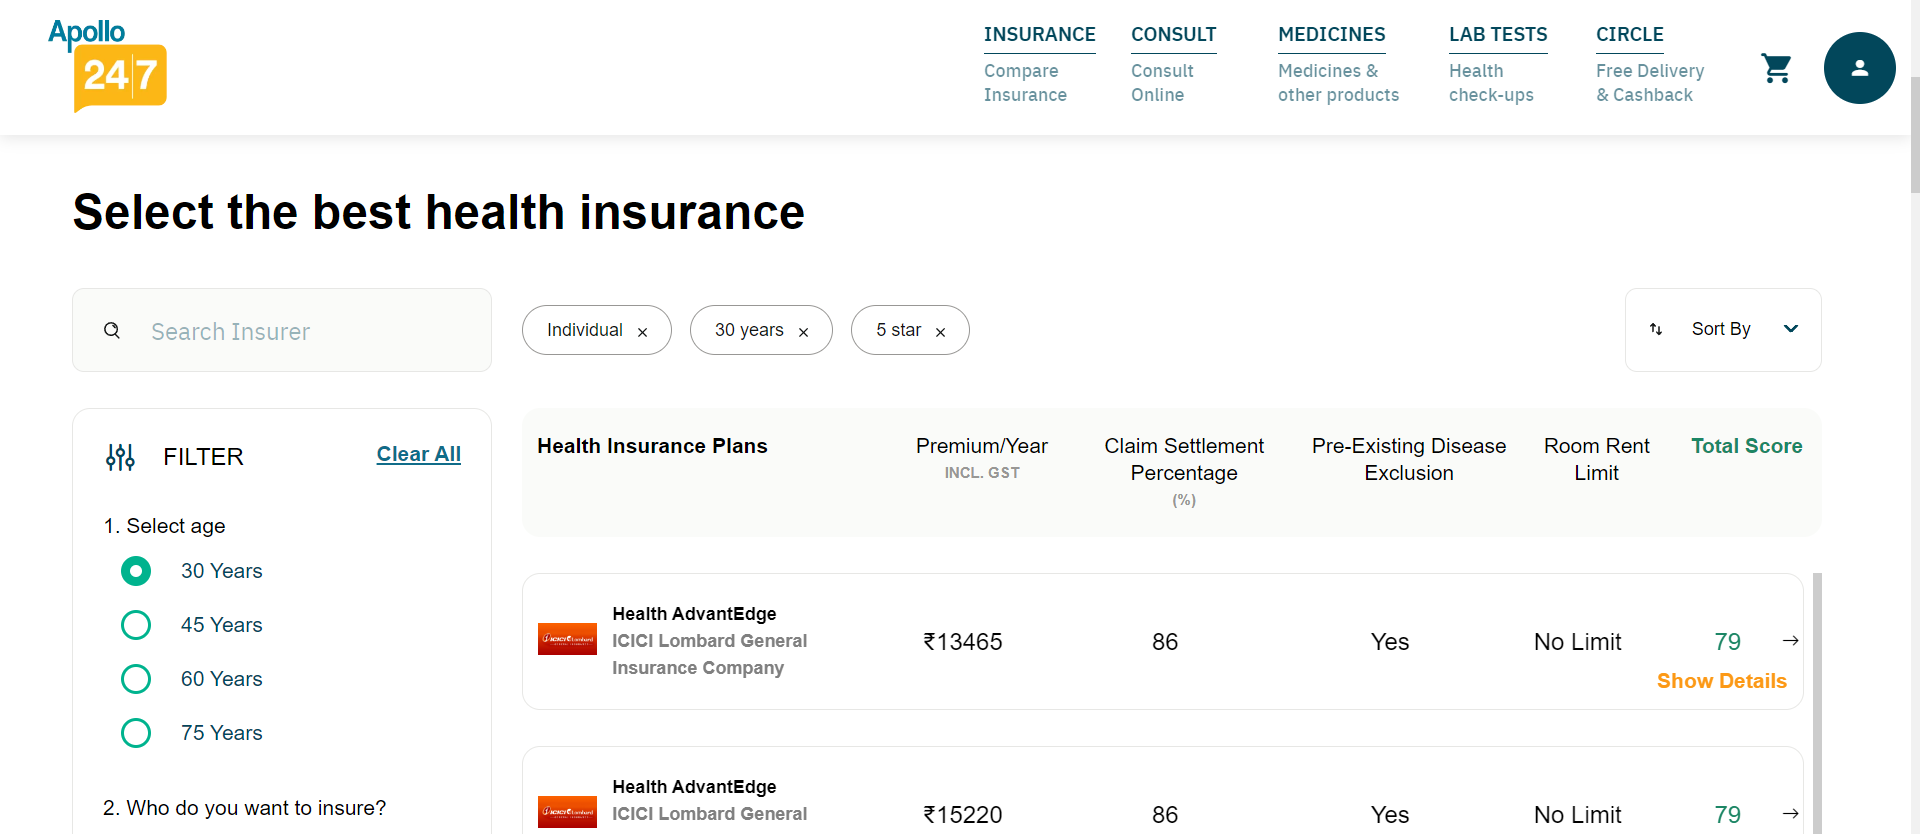 Apollo
24|7
INSURANCE
Compare
Insurance
CONSULT
Consult
Online
MEDICINES
Medicines &
other products
LAB TESTS
Health
check-ups
CIRCLE
Free Delivery
& Cashback
Select the best health insurance
Search Insurer
Individual ×
30 years ×
5 star ×
Sort By
FILTER
Clear All
1. Select age
30 Years
45 Years
60 Years
75 Years
2. Who do you want to insure?
Health Insurance Plans
Premium/Year
INCL. GST
Claim Settlement
Percentage
(%)
Pre-Existing Disease
Exclusion
Room Rent
Limit
Total Score
ICICI Lombard
Health AdvantEdge
ICICI Lombard General
Insurance Company
₹13465
86
Yes
No Limit
79
→
Show Details
ICICI Lombard
Health AdvantEdge
ICICI Lombard General
₹15220
86
Yes
No Limit
79
→